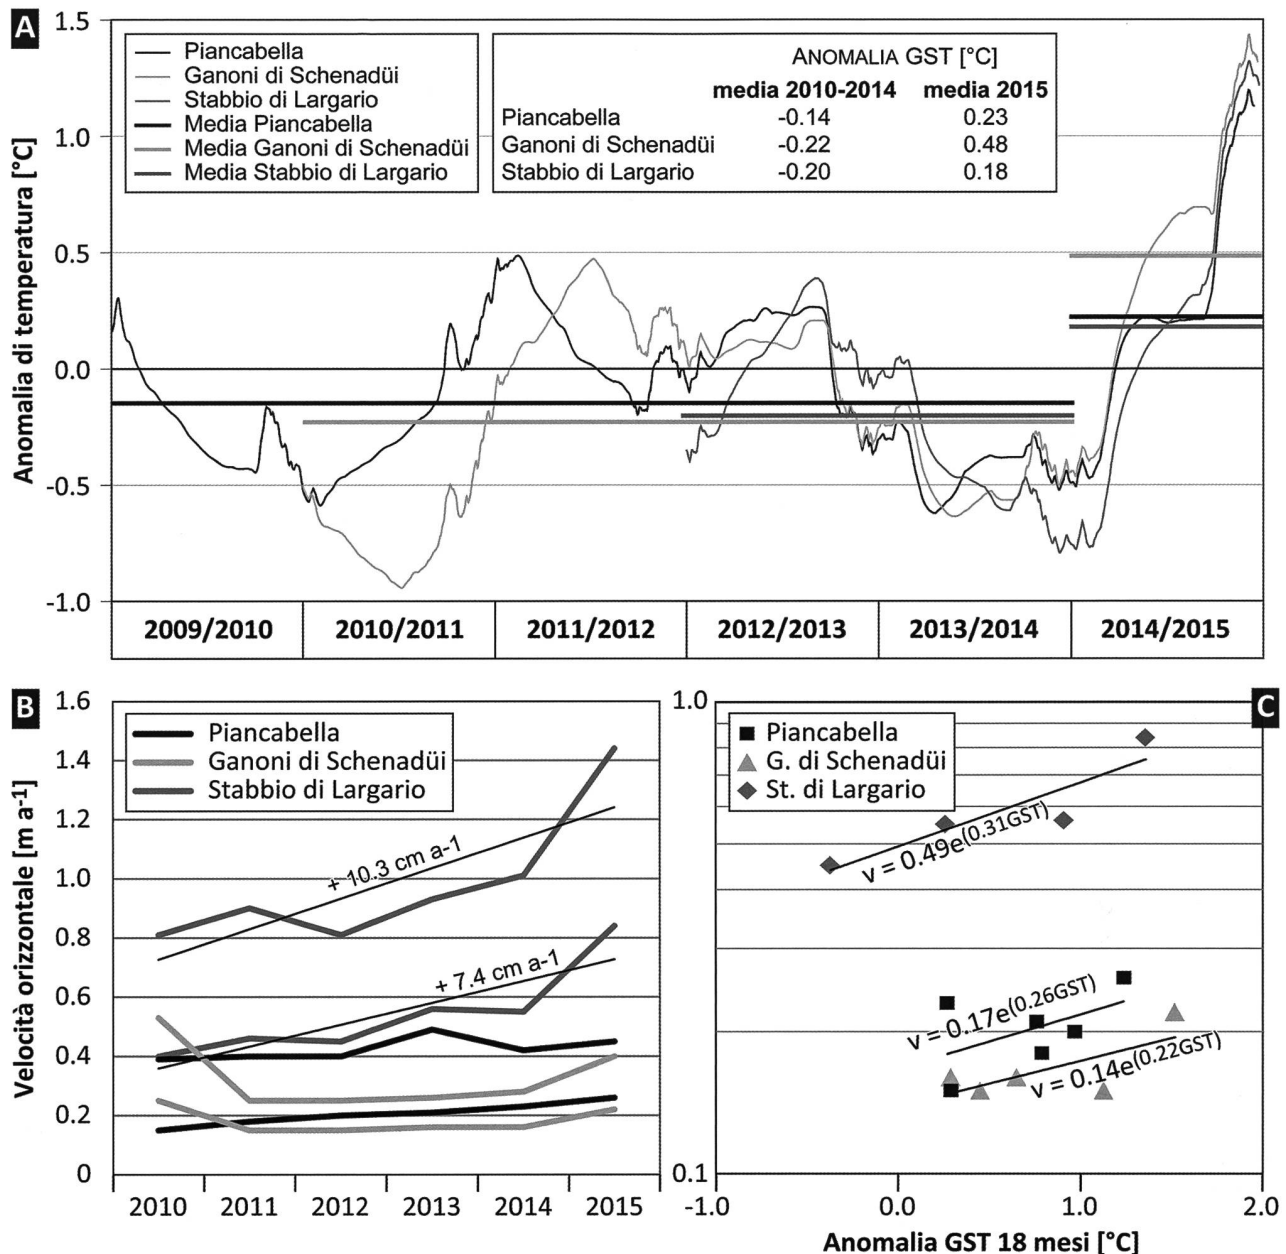 A
1.5
1.0
0.5
0.0
-0.5
-1.0
Anomalia di temperatura [°C]
Piancabella
Ganoni di Schenadüi
Stabbio di Largario
Media Piancabella
Media Ganoni di Schenadüi
Media Stabbio di Largario
ANOMALIA GST [°C]
media 2010-2014 media 2015
Piancabella -0.14 0.23
Ganoni di Schenadüi -0.22 0.48
Stabbio di Largario -0.20 0.18
2009/2010 2010/2011 2011/2012 2012/2013 2013/2014 2014/2015
B
1.6
1.4
1.2
1.0
0.8
0.6
0.4
0.2
0
Velocità orizzontale [m a-1]
Piancabella
Ganoni di Schenadüi
Stabbio di Largario
+ 10.3 cm a-1
+ 7.4 cm a-1
2010 2011 2012 2013 2014 2015
C
1.0
0.1
Piancabella
G. di Schenadüi
St. di Largario
v = 0.49e(0.31GST)
v = 0.17e(0.26GST)
v = 0.14e(0.22GST)
-1.0 0.0 1.0 2.0
Anomalia GST 18 mesi [°C]